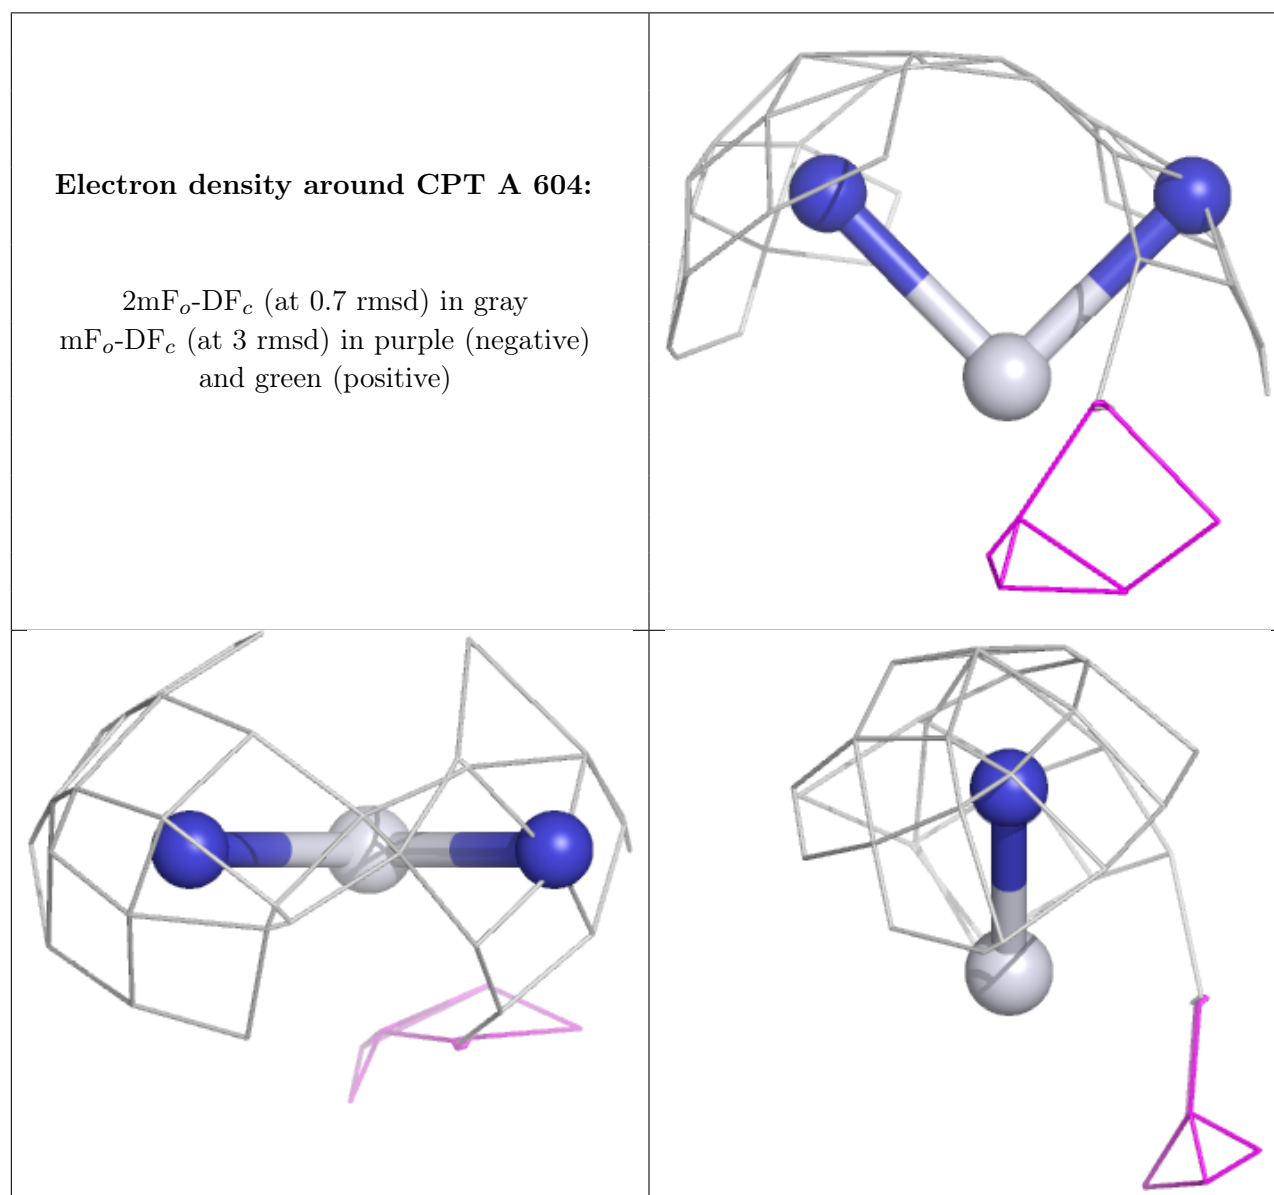 Electron density around CPT A 604:
2mFo-DFc (at 0.7 rmsd) in gray
mFo-DFc (at 3 rmsd) in purple (negative)
and green (positive)